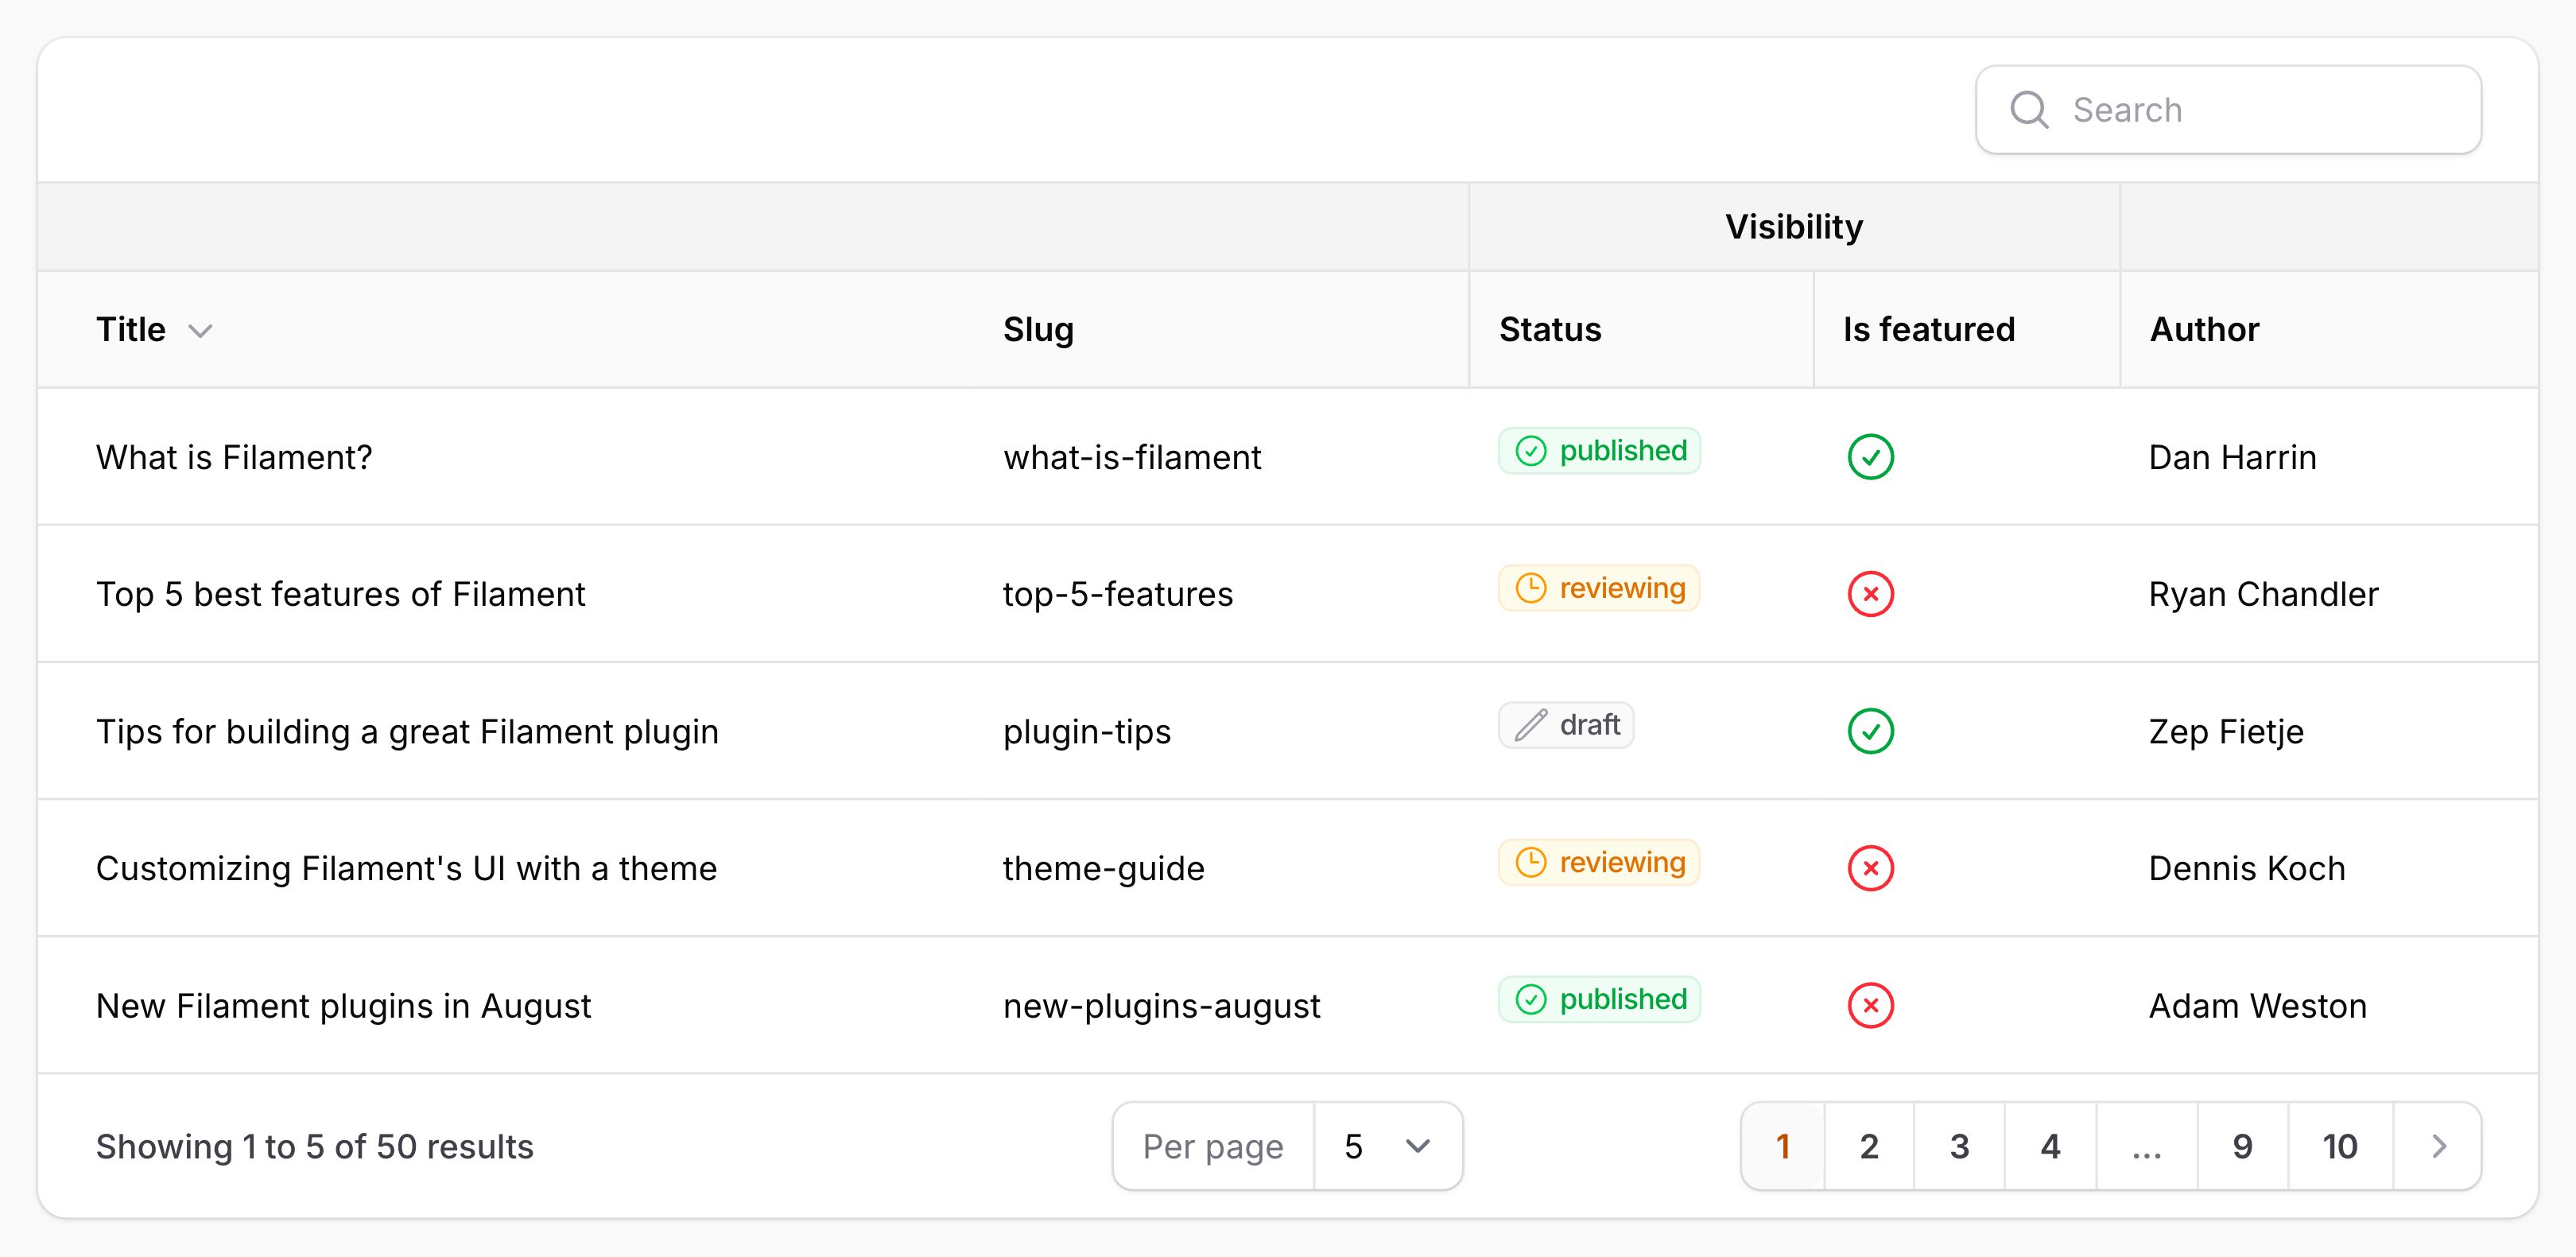 Search
Visibility
Title Slug Status Is featured Author
What is Filament? what-is-filament published Dan Harrin
Top 5 best features of Filament top-5-features reviewing Ryan Chandler
Tips for building a great Filament plugin plugin-tips draft Zep Fietje
Customizing Filament's UI with a theme theme-guide reviewing Dennis Koch
New Filament plugins in August new-plugins-august published Adam Weston
Showing 1 to 5 of 50 results Per page 5 1 2 3 4 ... 9 10